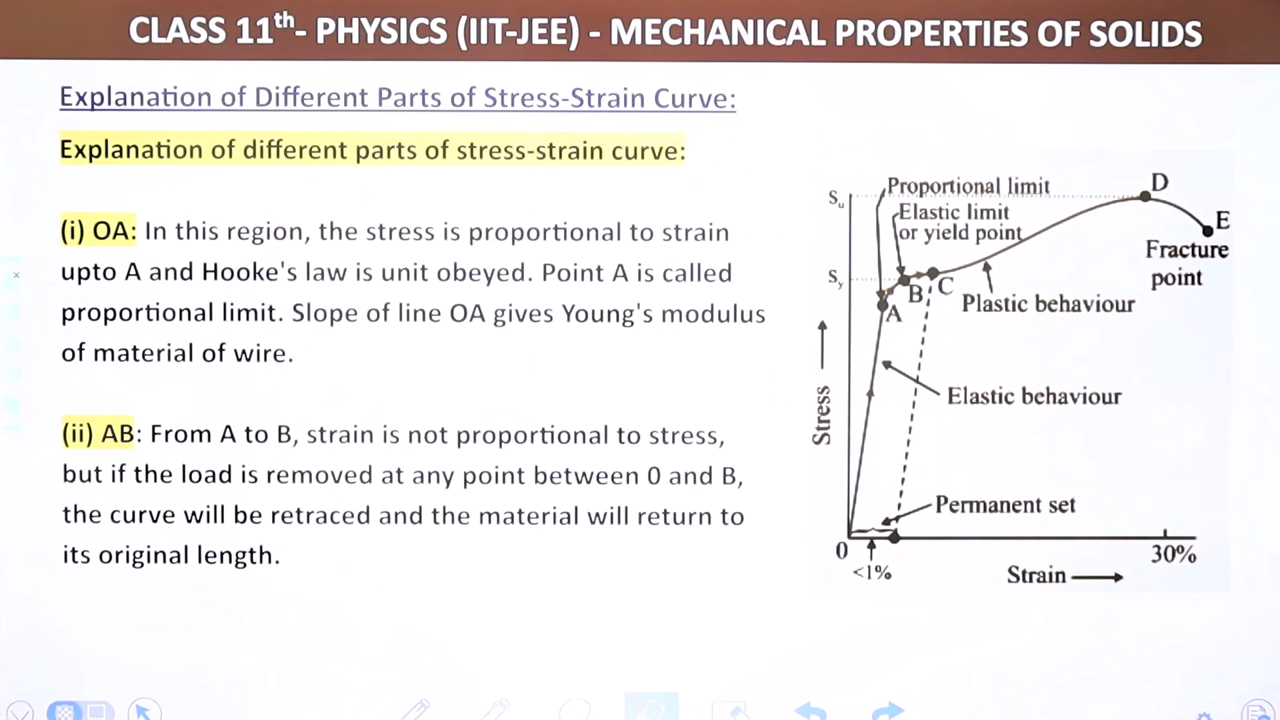 CLASS 11th- PHYSICS (IIT-JEE) - MECHANICAL PROPERTIES OF SOLIDS
Explanation of Different Parts of Stress-Strain Curve:
Explanation of different parts of stress-strain curve:
(i) OA: In this region, the stress is proportional to strain
upto A and Hooke's law is unit obeyed. Point A is called
proportional limit. Slope of line OA gives Young's modulus
of material of wire.
(ii) AB: From A to B, strain is not proportional to stress,
but if the load is removed at any point between 0 and B,
the curve will be retraced and the material will return to
its original length.
Proportional limit
D
Su
Elastic limit
or yield point
E
Fracture
point
Sy
B
C
A
Plastic behaviour
Elastic behaviour
Stress
Permanent set
0
<1%
30%
Strain